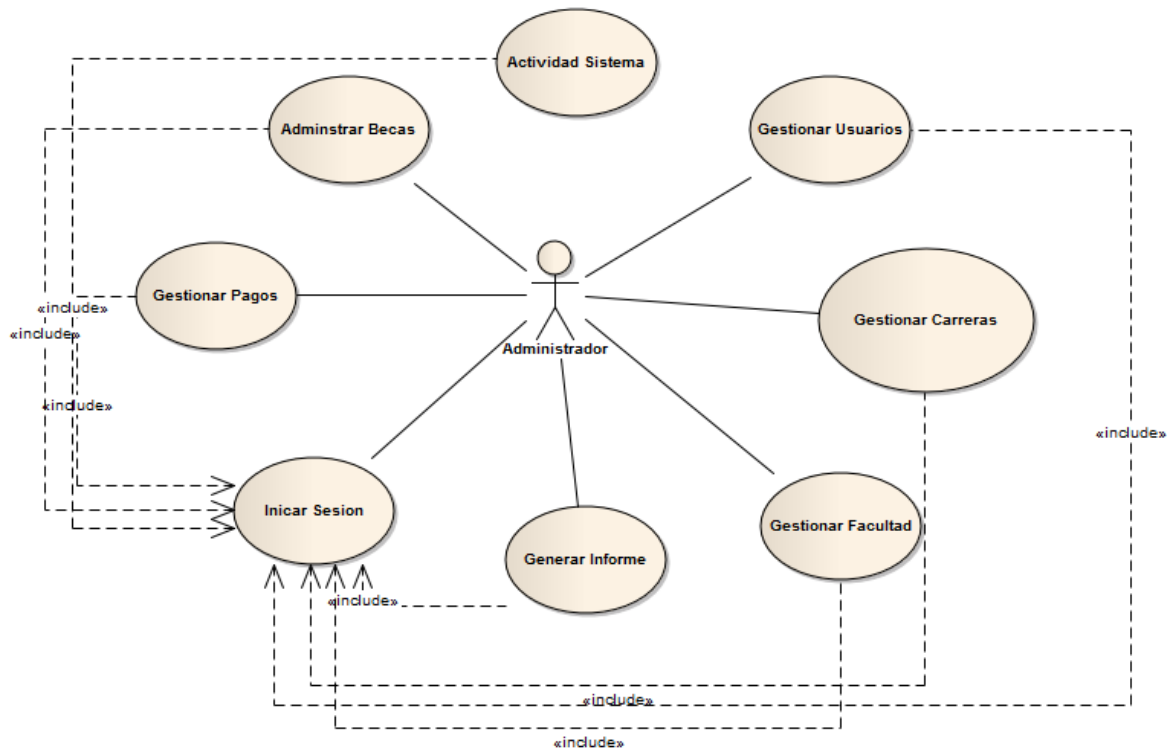 Actividad Sistema
Adminstrar Becas
Gestionar Usuarios
Gestionar Pagos
«include»
«include»
Gestionar Carreras
Administrador
«include»
«include»
Inicar Sesion
Gestionar Facultad
Generar Informe
«include»
«include»
«include»